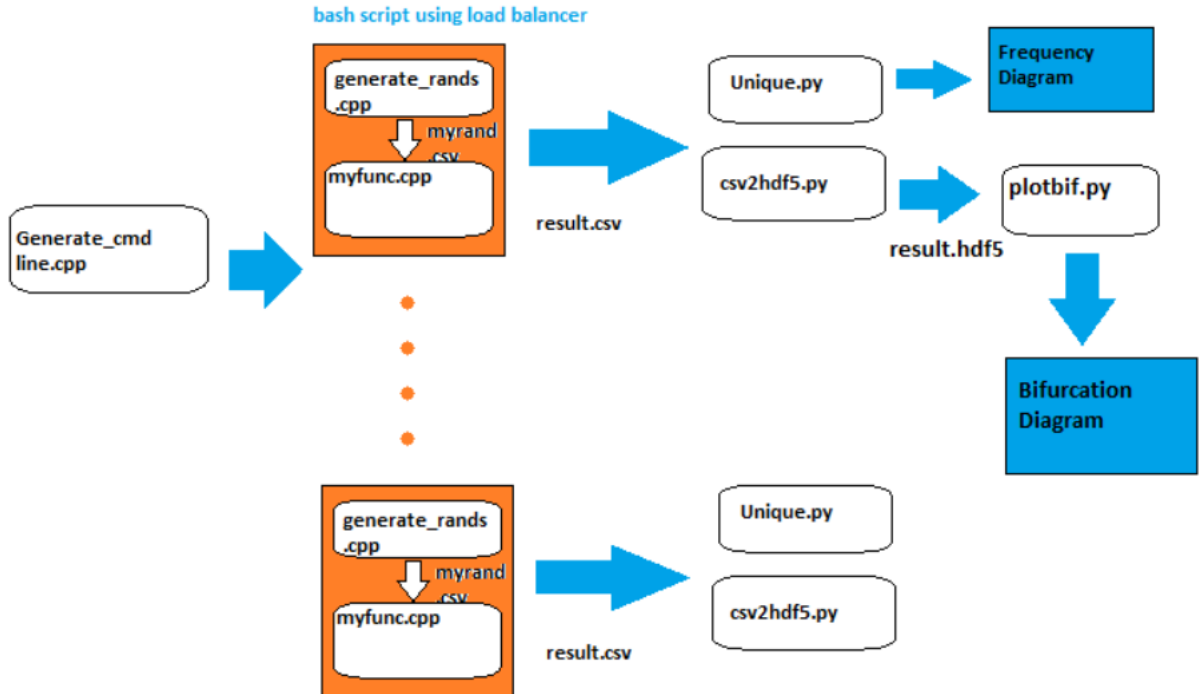 bash script using load balancer
generate_rands
.cpp
myrand
.csv
myfunc.cpp
Generate_cmd
line.cpp
result.csv
Unique.py
csv2hdf5.py
Frequency
Diagram
result.hdf5
plotbif.py
Bifurcation
Diagram
generate_rands
.cpp
myrand
.csv
myfunc.cpp
result.csv
Unique.py
csv2hdf5.py